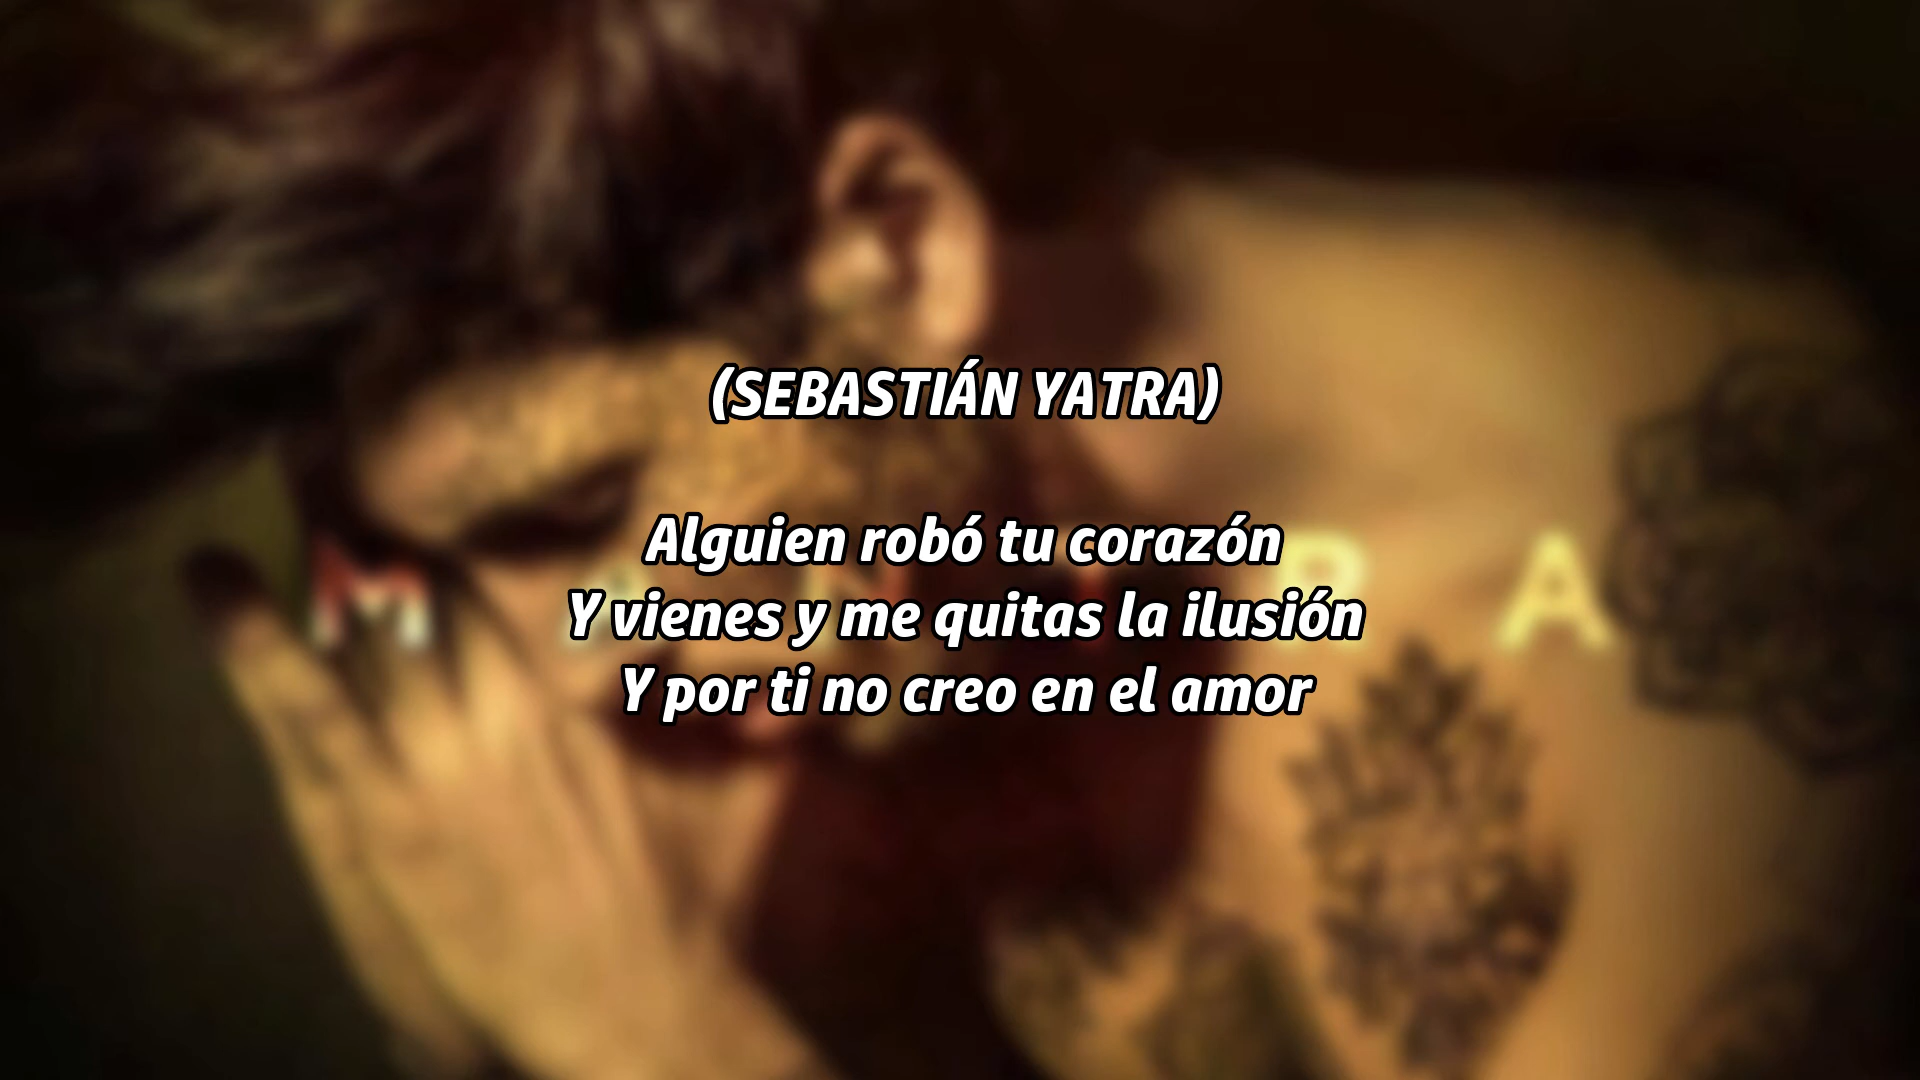 (SEBASTIÁN YATRA)
Alguien robó tu corazón
Y vienes y me quitas la ilusión
Y por ti no creo en el amor